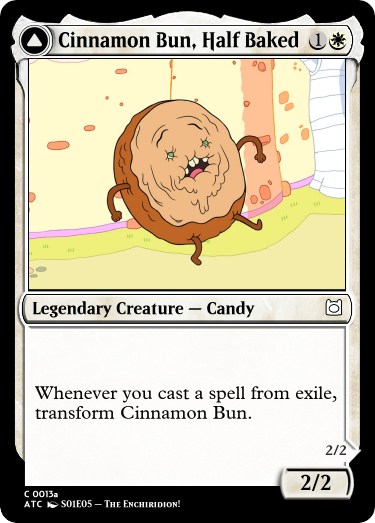 Cinnamon Bun, Half Baked 1
Legendary Creature — Candy
Whenever you cast a spell from exile,
transform Cinnamon Bun.
2/2
2/2
C 0013a
ATC S01E05 — The Enchiridion!